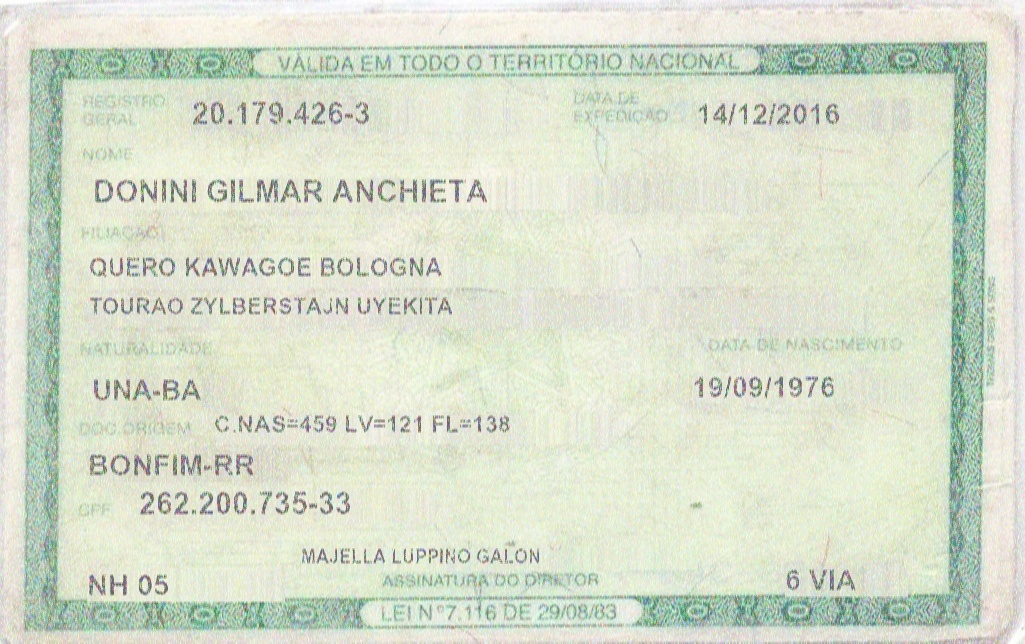 VÁLIDA EM TODO O TERRITÓRIO NACIONAL
REGISTRO GERAL 20.179.426-3 DATA DE EXPEDIÇÃO 14/12/2016
NOME
DONINI GILMAR ANCHIETA
FILIAÇÃO
QUERO KAWAGOE BOLOGNA
TOURAO ZYLBERSTAJN UYEKITA
NATURALIDADE DATA DE NASCIMENTO
UNA-BA 19/09/1976
DOC.ORIGEM C.NAS=459 LV=121 FL=138
BONFIM-RR
CPF 262.200.735-33
MAJELLA LUPPINO GALON
NH 05 ASSINATURA DO DIRETOR 6 VIA
LEI Nº 7.116 DE 29/08/83